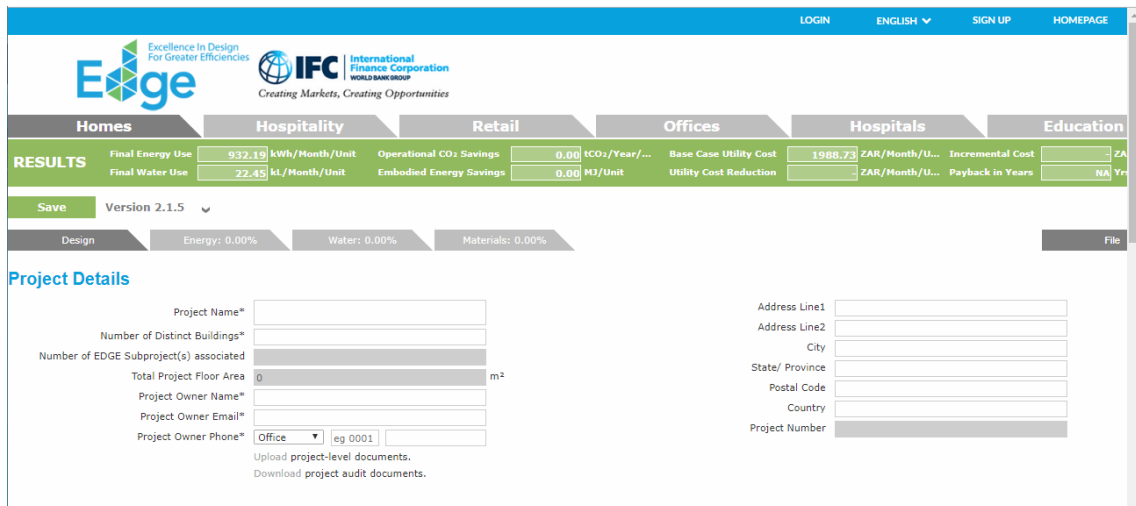 LOGIN ENGLISH SIGN UP HOMEPAGE
Excellence In Design
For Greater Efficiencies
Edge
IFC International
Finance Corporation
WORLD BANK GROUP
Creating Markets, Creating Opportunities
Homes Hospitality Retail Offices Hospitals Education
RESULTS
Final Energy Use 932.19 kWh/Month/Unit Operational CO₂ Savings 0.00 tCO₂/Year/... Base Case Utility Cost 1988.73 ZAR/Month/U... Incremental Cost - ZA
Final Water Use 22.45 kL/Month/Unit Embodied Energy Savings 0.00 MJ/Unit Utility Cost Reduction - ZAR/Month/U... Payback in Years NA Yrs
Save Version 2.1.5
Design Energy: 0.00% Water: 0.00% Materials: 0.00% File
Project Details
Project Name*
Number of Distinct Buildings*
Number of EDGE Subproject(s) associated
Total Project Floor Area 0 m²
Project Owner Name*
Project Owner Email*
Project Owner Phone* Office eg 0001
Upload project-level documents.
Download project audit documents.
Address Line1
Address Line2
City
State/ Province
Postal Code
Country
Project Number